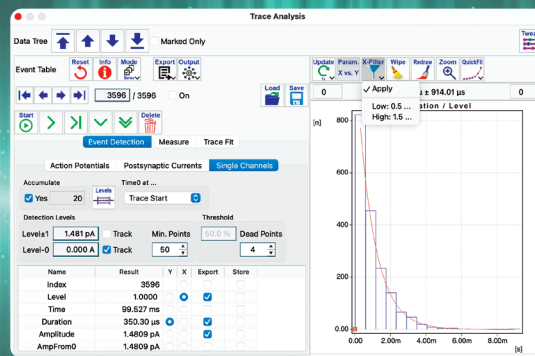 Trace Analysis
Data Tree
Marked Only
Event Table
Reset Info Mode Export Output
3596 / 3596 On
Load Save
Start Delete
Event Detection Measure Trace Fit
Action Potentials Postsynaptic Currents Single Channels
Accumulate Time0 at ...
Yes 20 Levels Trace Start
Detection Levels Threshold
Levels1 1.481 pA Track Min. Points 50.0 % Dead Points
Level-0 0.000 A Track 50 4
Name Result Y X Export Store
Index 3596
Level 1.0000
Time 99.527 ms
Duration 350.30 µs
Amplitude 1.4809 pA
AmpFrom0 1.4809 pA
Update Param. X-Filter Wipe Redraw Zoom QuickFit
X vs. Y
Apply
Low: 0.5 ...
High: 1.5 ...
0 ± 914.01 µs 0
/ Level
[n]
800
600
400
200
0.00
0.00 2.00m 4.00m 6.00m 8.00m
[s]